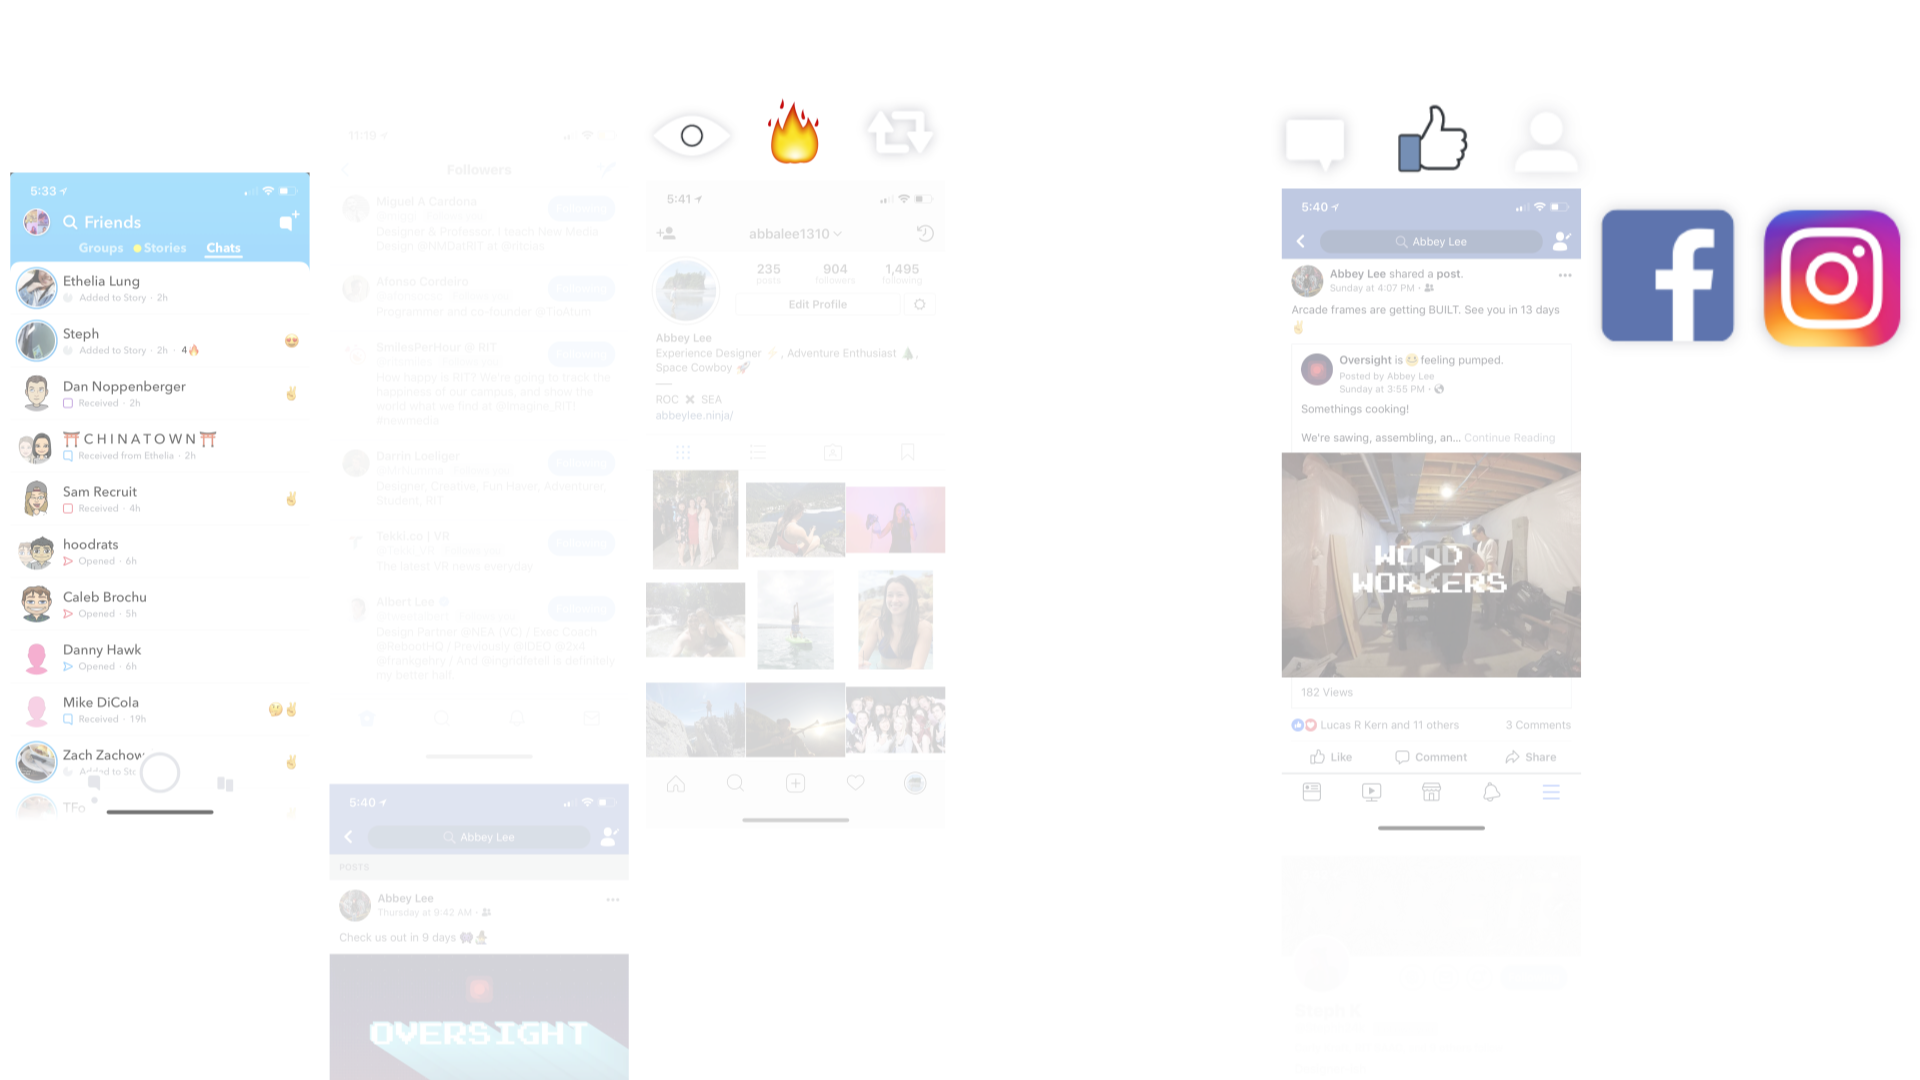 5:33
Friends
Groups Stories Chats
Ethelia Lung
Added to Story · 2h
Steph
Added to Story · 2h · 4🔥
Dan Noppenberger
Received · 2h
⛩️CHINATOWN⛩️
Received from Ethelia · 2h
Sam Recruit
Received · 4h
hoodrats
Opened · 6h
Caleb Brochu
Opened · 5h
Danny Hawk
Opened · 6h
Mike DiCola
Received · 19h
Zach Zachow
Added to Stc
TFo
11:19
Followers
Miguel A Cardona
Designer & Professor. I teach New Media
Design @NMDatRIT at @riticias
Afonso Cordeiro
Programmer and co-founder @TioAtum
SmilesPerHour @ RIT
How happy is RIT? We're going to track the
happiness of our campus, and show the
world what we find at @imagine_RIT!
#newmedia
Darrin Loeliger
Designer, Creative, Fun Haver, Adventurer,
Student, RIT
Tekki.co | VR
The latest VR news everyday
Albert Lee
Design Partner @NEA (VC) / Exec Coach
@RebootHQ / Previously @IDEO @2x4
@frankgehry / And @ingridfetell is definitely
my better half.
5:40
Abbey Lee
POSTS
Abbey Lee
Thursday at 9:42 AM ·
Check us out in 9 days
OVERSIGHT
5:41
abbalee1310
235 904 1,495
posts followers following
Edit Profile
Abbey Lee
Experience Designer ⚡, Adventure Enthusiast 🌲,
Space Cowboy 🚀
—
ROC ✖ SEA
abbeylee.ninja/
5:40
Abbey Lee
Abbey Lee shared a post.
Sunday at 4:07 PM ·
Arcade frames are getting BUILT. See you in 13 days
✌
Oversight is 😃 feeling pumped.
Posted by Abbey Lee
Sunday at 3:55 PM ·
Somethings cooking!
We're sawing, assembling, an... Continue Reading
WOOD
WORKERS
182 Views
Lucas R Kern and 11 others 3 Comments
Like Comment Share
Steph K